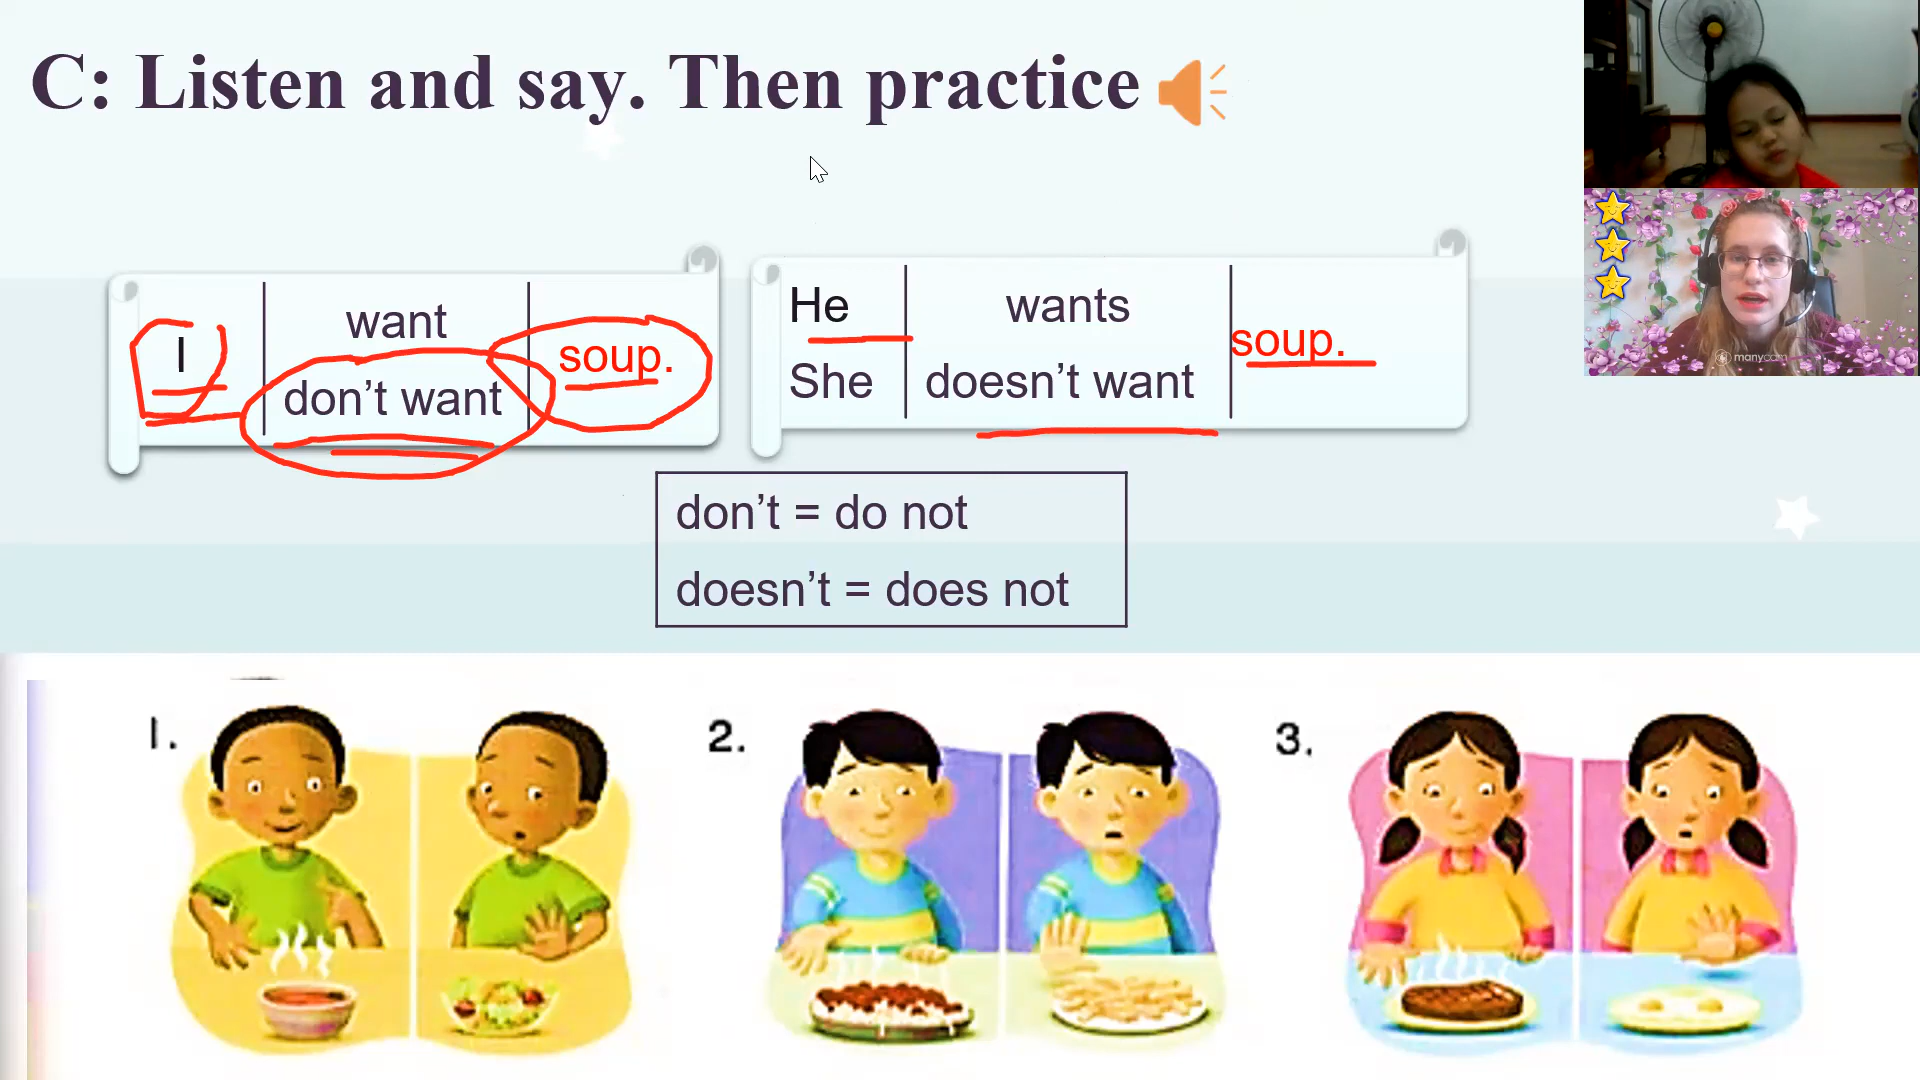 C: Listen and say. Then practice
want
I
soup.
don't want
He
wants
soup.
She
doesn't want
don't = do not
doesn't = does not
1.
2.
3.
manycam